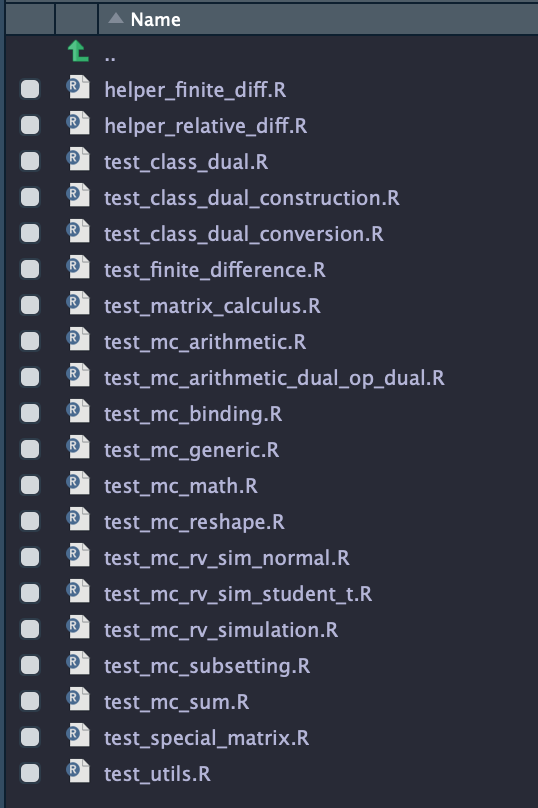 Name
..
helper_finite_diff.R
helper_relative_diff.R
test_class_dual.R
test_class_dual_construction.R
test_class_dual_conversion.R
test_finite_difference.R
test_matrix_calculus.R
test_mc_arithmetic.R
test_mc_arithmetic_dual_op_dual.R
test_mc_binding.R
test_mc_generic.R
test_mc_math.R
test_mc_reshape.R
test_mc_rv_sim_normal.R
test_mc_rv_sim_student_t.R
test_mc_rv_simulation.R
test_mc_subsetting.R
test_mc_sum.R
test_special_matrix.R
test_utils.R